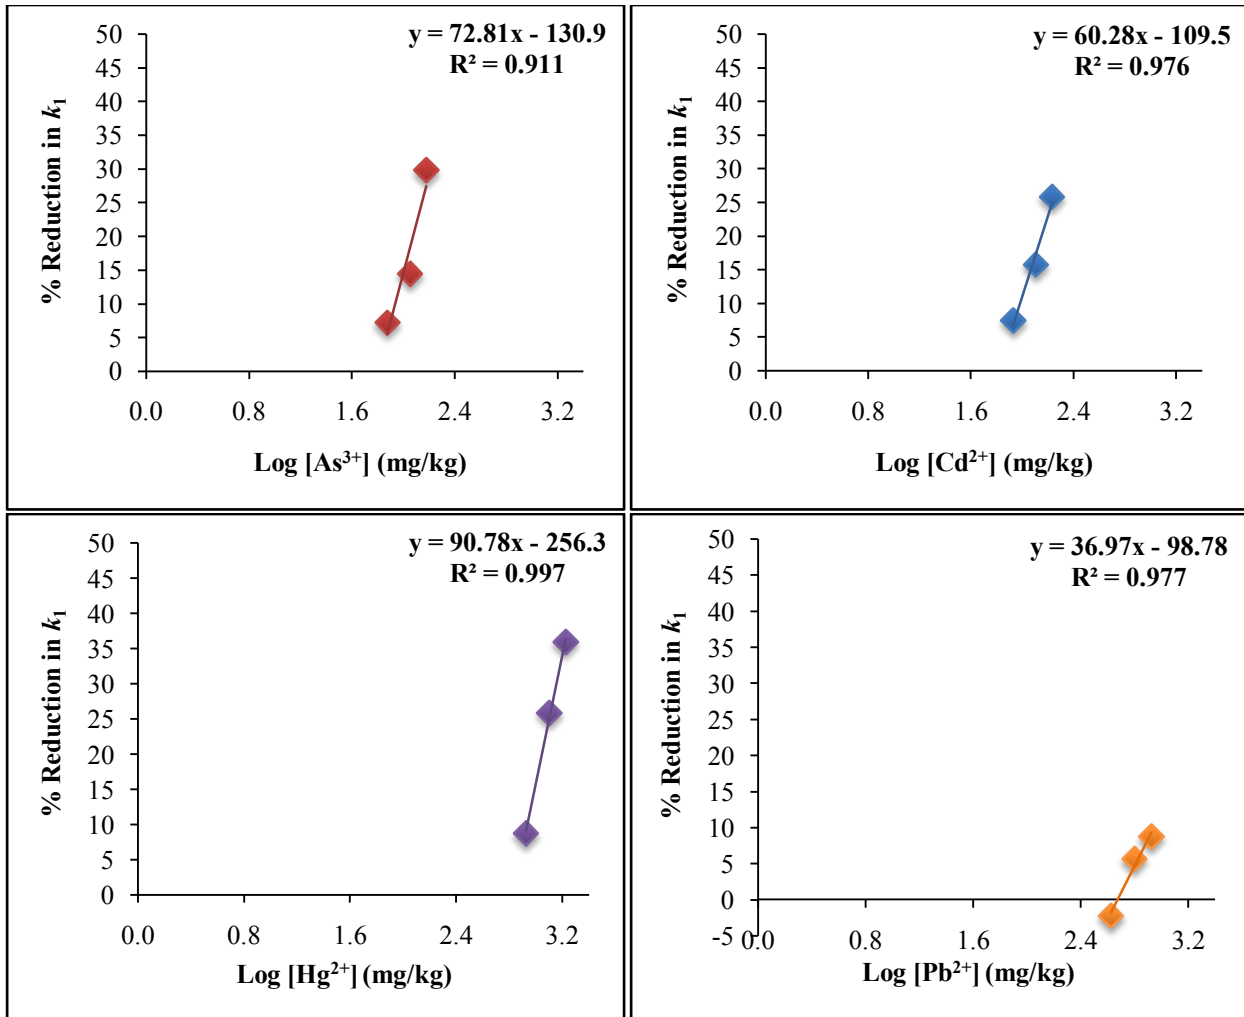 y = 72.81x - 130.9
R² = 0.911
% Reduction in k₁
50
45
40
35
30
25
20
15
10
5
0
0.0 0.8 1.6 2.4 3.2
Log [As³⁺] (mg/kg)
y = 60.28x - 109.5
R² = 0.976
% Reduction in k₁
50
45
40
35
30
25
20
15
10
5
0
0.0 0.8 1.6 2.4 3.2
Log [Cd²⁺] (mg/kg)
y = 90.78x - 256.3
R² = 0.997
% Reduction in k₁
50
45
40
35
30
25
20
15
10
5
0
0.0 0.8 1.6 2.4 3.2
Log [Hg²⁺] (mg/kg)
y = 36.97x - 98.78
R² = 0.977
% Reduction in k₁
50
45
40
35
30
25
20
15
10
5
0
-5
0.0 0.8 1.6 2.4 3.2
Log [Pb²⁺] (mg/kg)